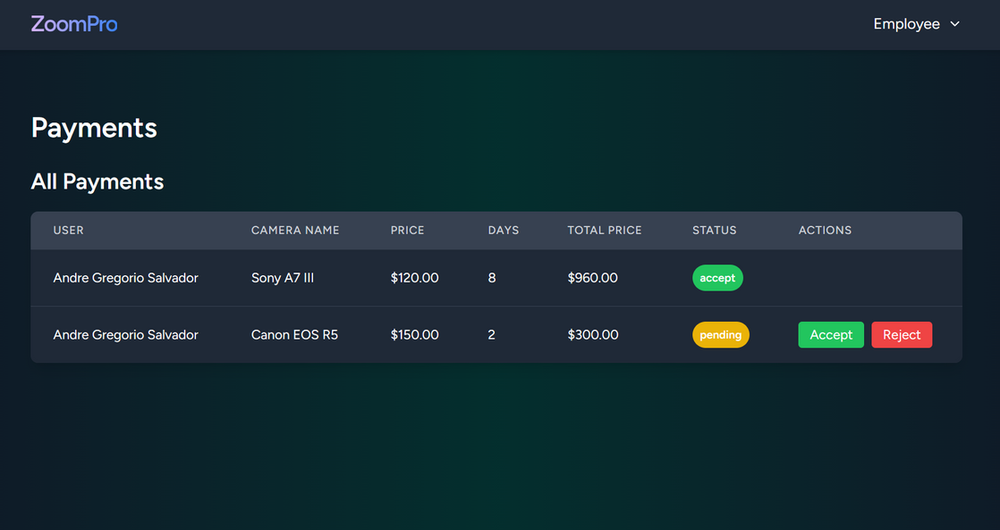 ZoomPro Employee
Payments
All Payments
USER CAMERA NAME PRICE DAYS TOTAL PRICE STATUS ACTIONS
Andre Gregorio Salvador Sony A7 III $120.00 8 $960.00 accept
Andre Gregorio Salvador Canon EOS R5 $150.00 2 $300.00 pending Accept Reject